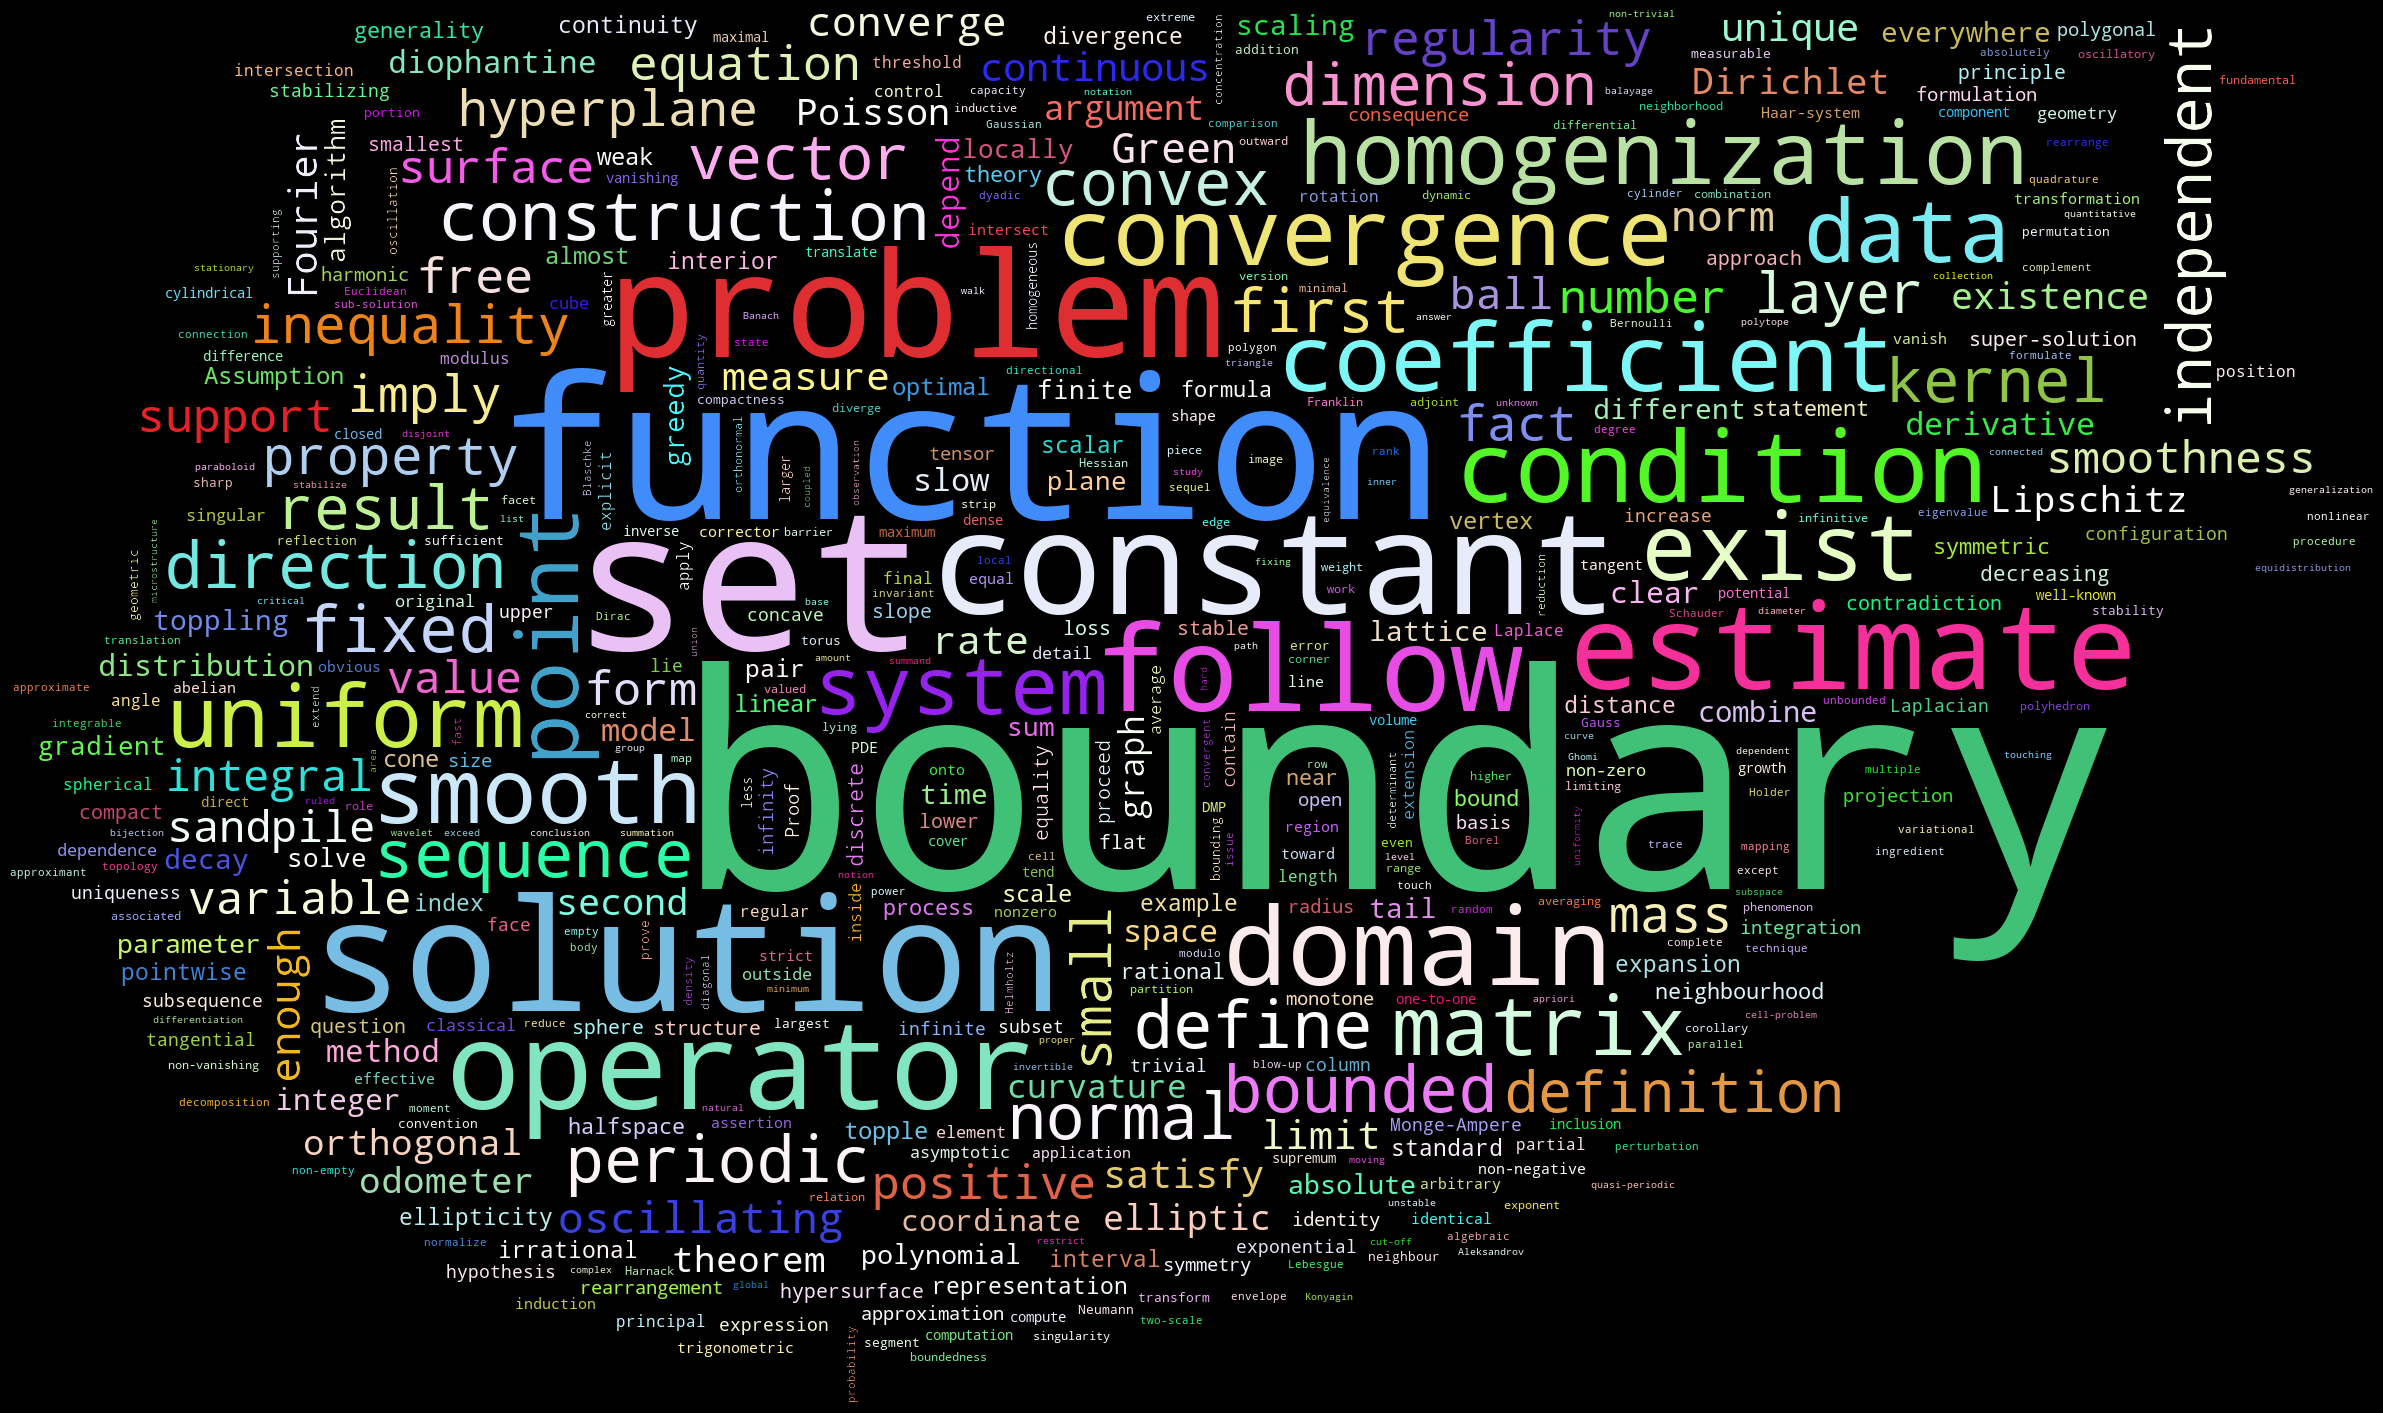 generality
continuity
converge
extreme
divergence
scaling
regularity
non-trivial
unique
everywhere
polygonal
independent
diophantine
equation
maximal
threshold
continuous
concentration
addition
dimension
measurable
Dirichlet
absolutely
oscillatory
principle
fundamental
intersection
stabilizing
portion
hyperplane
Poisson
control
capacity
notation
inductive
argument
balayage
neighborhood
consequence
formulation
Haar-system
component
geometry
Fourier
algorithm
smallest
surface
weak
vanishing
vector
depend
Gaussian
locally
theory
dyadic
comparison
Green
outward
convex
differential
homogenization
rearrange
quadrature
supporting
oscillation
construction
intersect
rotation
dynamic
cylinder
combination
convergence
norm
data
transformation
quantitative
permutation
stationary
cylindrical
harmonic
Euclidean
sub-solution
free
almost
interior
translate
problem
walk
homogeneous
version
minimal
first
answer
ball
approach
number
layer
collection
complement
existence
connection
inequality
cube
greater
Banach
state
polygon
triangle
coefficient
Bernoulli
polytope
vanish
super-solution
formulate
difference
Assumption
modulus
imply
greedy
quantity
measure
compactness
optimal
directional
diverge
finite
formula
shape
Franklin
adjoint
unknown
kernel
position
support
closed
disjoint
property
function
fact
different
degree
statement
derivative
paraboloid
sharp
stabilize
Blaschke
explicit
orthonormal
larger
coupled
observation
tensor
slow
scalar
Hessian
plane
piece
study
sequel
image
equivalence
rank
inner
condition
connected
smoothness
singular
result
facet
list
point
strip
dense
edge
vertex
increase
infinitive
eigenvalue
Lipschitz
generalization
nonlinear
geometric
microstructure
reflection
sufficient
direction
inverse
corrector
barrier
maximum
set
apply
constant
local
fixing
weight
reduction
exist
tangent
symmetric
configuration
procedure
equidistribution
critical
original
upper
toppling
fixed
Dirac
concave
base
final
invariant
slope
equal
work
clear
potential
decreasing
well-known
contradiction
stability
translation
union
torus
rate
loss
detail
stable
path
error
corner
lattice
Laplace
Schauder
diameter
estimate
distribution
obvious
value
form
lie
pair
amount
summand
valued
system
follow
hard
line
distance
combine
unbounded
Laplacian
polyhedron
approximate
angle
abelian
extend
uniform
integrable
gradient
fast
correct
model
group
linear
lying
sum
average
volume
Gauss
curve
touching
spherical
integral
area
cone
size
map
boundary
PDE
less
infinity
Proof
discrete
onto
time
lower
cover
equality
proceed
graph
convergent
contain
DMP
row
near
open
region
determinant
extension
higher
bound
basis
Borel
Ghomi
non-zero
limiting
dependent
growth
Holder
multiple
projection
compact
direct
ruled
role
smooth
bijection
sandpile
wavelet
exceed
conclusion
summation
flat
bounding
issue
toward
length
even
level
range
uniformity
trace
mapping
variational
ingredient
dependence
topology
decay
solve
sequence
notion
cell
tend
touch
except
approximant
uniqueness
variable
index
second
regular
power
process
nonzero
scale
example
radius
tail
random
averaging
mass
subspace
phenomenon
integration
associated
parameter
enough
face
empty
body
prove
inside
small
space
modulo
domain
complete
technique
pointwise
solution
strict
outside
density
diagonal
minimum
Helmholtz
rational
partition
expansion
subsequence
differentiation
question
classical
reduce
sphere
structure
largest
infinite
subset
proper
define
monotone
one-to-one
apriori
neighbourhood
cell-problem
tangential
method
matrix
corollary
parallel
non-vanishing
effective
operator
invertible
trivial
blow-up
column
decomposition
integer
moment
convention
natural
assertion
curvature
bounded
definition
orthogonal
halfspace
topple
element
normal
limit
Monge-Ampere
inclusion
non-empty
odometer
periodic
asymptotic
application
supremum
moving
standard
partial
perturbation
relation
positive
satisfy
absolute
non-negative
arbitrary
quasi-periodic
ellipticity
oscillating
coordinate
elliptic
identity
unstable
identical
exponent
normalize
irrational
theorem
polynomial
restrict
interval
exponential
cut-off
neighbour
algebraic
Aleksandrov
hypothesis
complex
Harnack
symmetry
Lebesgue
rearrangement
global
hypersurface
representation
induction
transform
envelope
Konyagin
principal
expression
approximation
compute
Neumann
two-scale
trigonometric
probability
segment
computation
singularity
boundedness